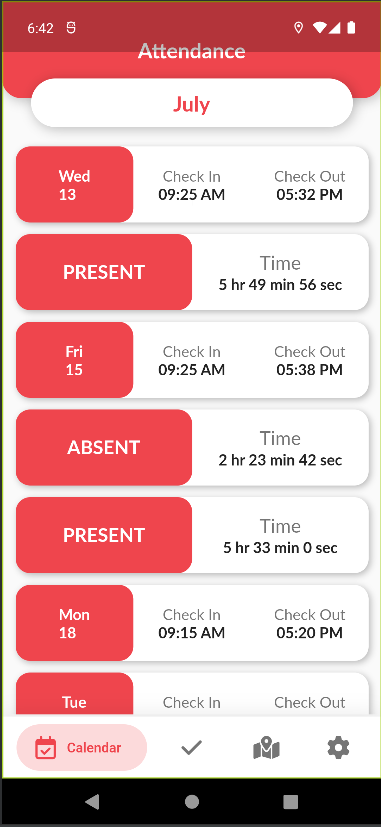 6:42
Attendance
July
Wed
13
Check In
09:25 AM
Check Out
05:32 PM
PRESENT
Time
5 hr 49 min 56 sec
Fri
15
Check In
09:25 AM
Check Out
05:38 PM
ABSENT
Time
2 hr 23 min 42 sec
PRESENT
Time
5 hr 33 min 0 sec
Mon
18
Check In
09:15 AM
Check Out
05:20 PM
Tue
Check In
Check Out
Calendar